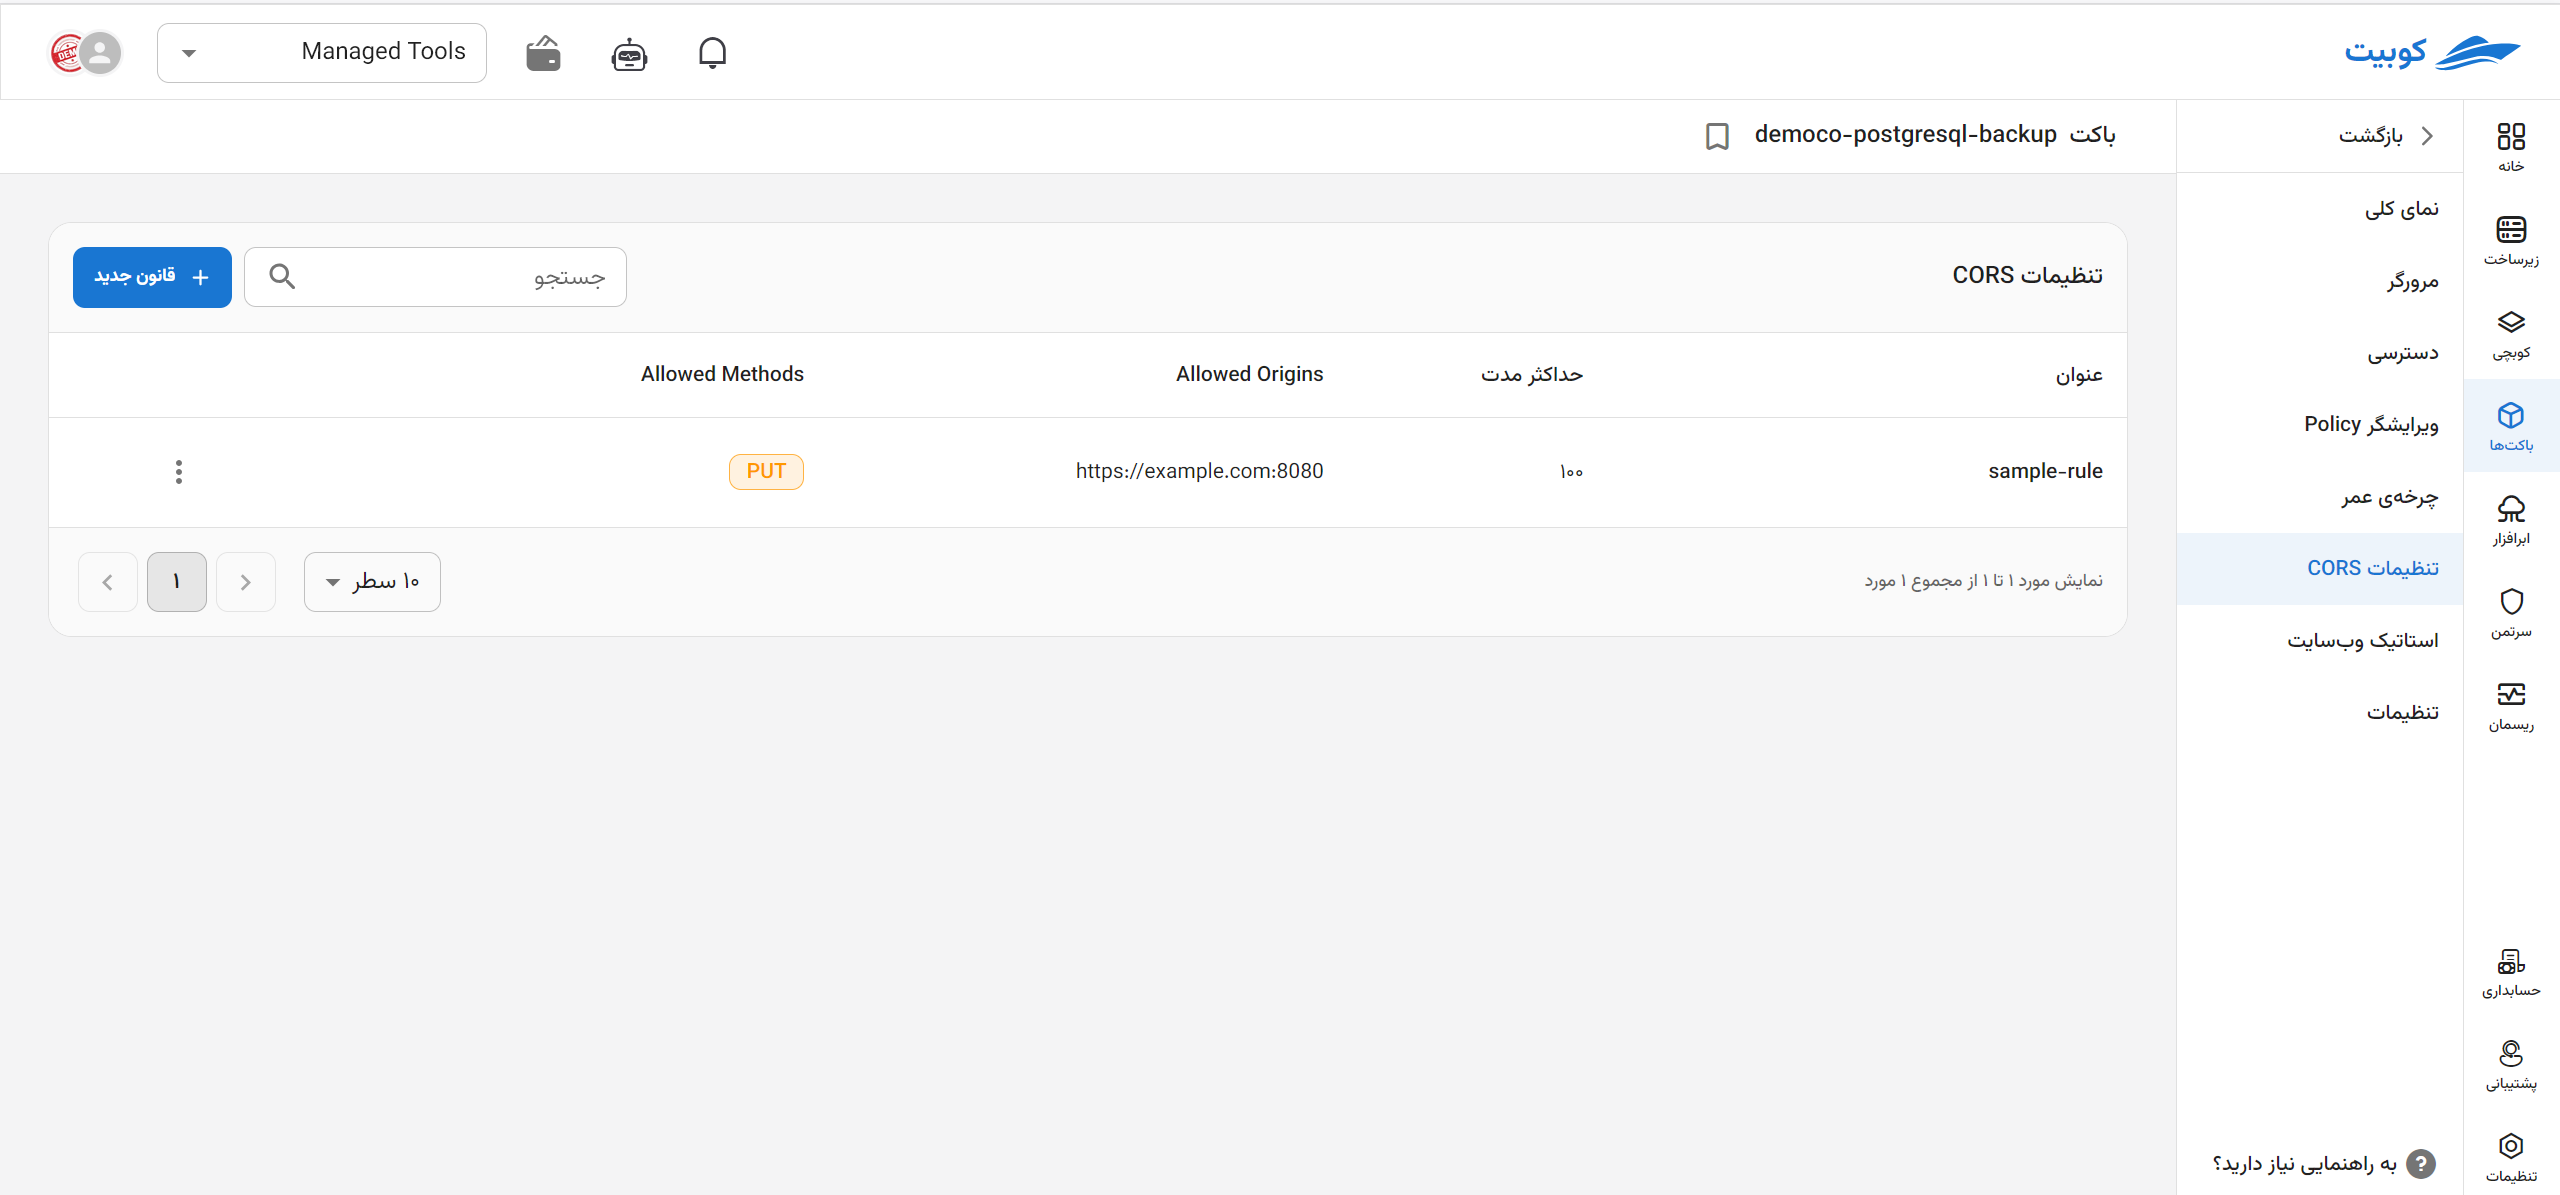 کوبیت
Managed Tools
DEMO
خانه
زیرساخت
کوبچی
باکت‌ها
ابرافزار
سرتمن
ریسمان
حسابداری
پشتیبانی
تنظیمات
بازگشت
نمای کلی
مرورگر
دسترسی
ویرایشگر Policy
چرخه‌ی عمر
تنظیمات CORS
استاتیک وب‌سایت
تنظیمات
به راهنمایی نیاز دارید؟
باکت democo-postgresql-backup
تنظیمات CORS
جستجو
قانون جدید
عنوان حداکثر مدت Allowed Origins Allowed Methods
sample-rule ۱۰۰ https://example.com:8080 PUT
نمایش مورد ۱ تا ۱ از مجموع ۱ مورد
۱۰ سطر
۱